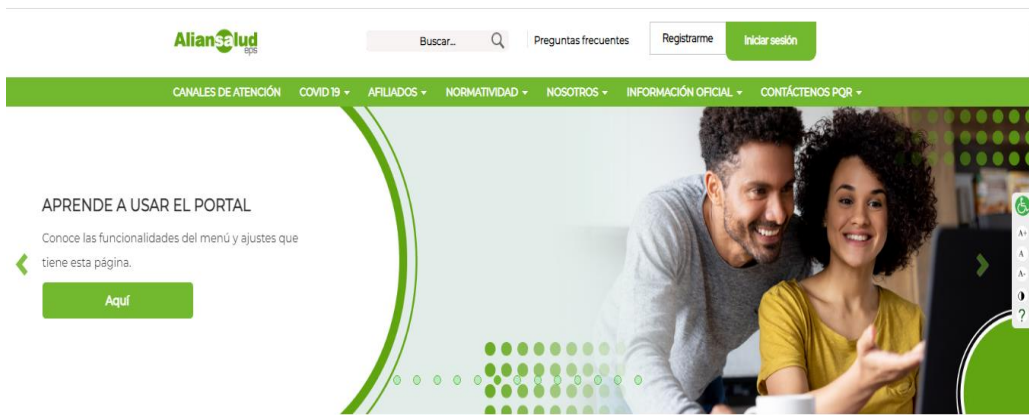 Aliansalud
eps
Buscar...
Preguntas frecuentes
Registrarme
Iniciar sesión
CANALES DE ATENCIÓN COVID 19 AFILIADOS NORMATIVIDAD NOSOTROS INFORMACIÓN OFICIAL CONTÁCTENOS PQR
APRENDE A USAR EL PORTAL
Conoce las funcionalidades del menú y ajustes que
tiene esta página.
Aquí
A+
A
A-
?